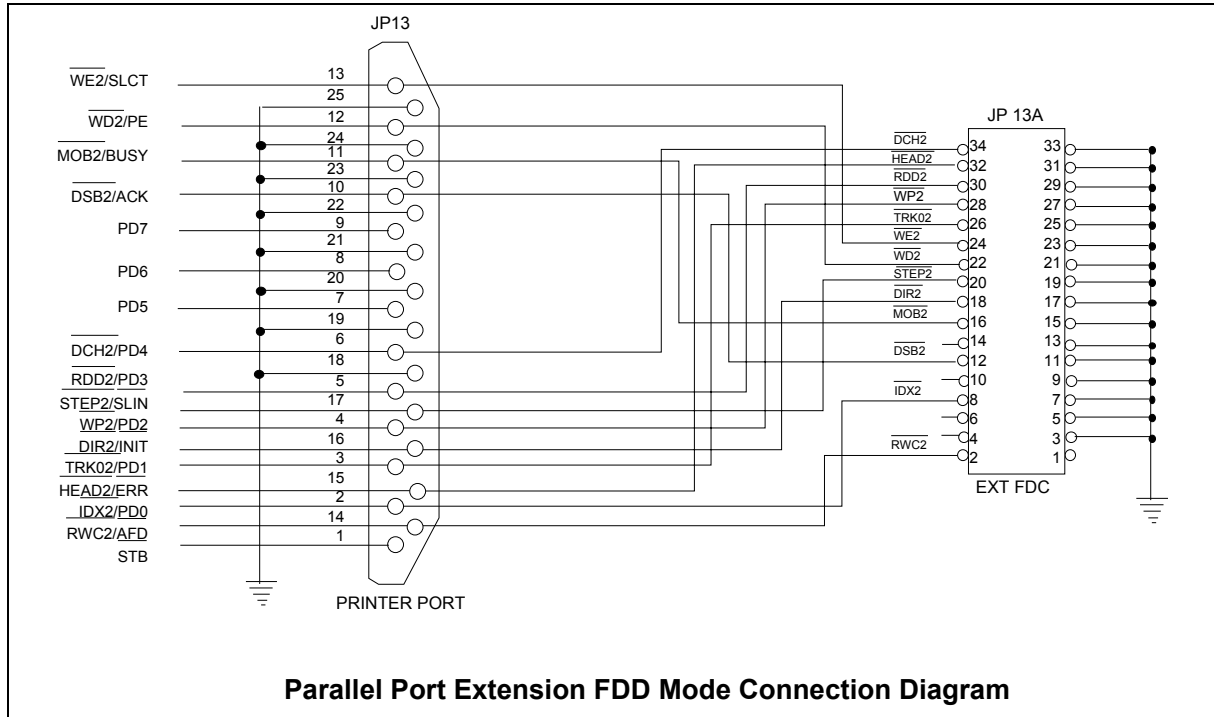 JP13
WE2/SLCT
WD2/PE
MOB2/BUSY
DSB2/ACK
PD7
PD6
PD5
DCH2/PD4
RDD2/PD3
STEP2/SLIN
WP2/PD2
DIR2/INIT
TRK02/PD1
HEAD2/ERR
IDX2/PD0
RWC2/AFD
STB
13
25
12
24
11
23
10
22
9
21
8
20
7
19
6
18
5
17
4
16
3
15
2
14
1
PRINTER PORT
JP 13A
DCH2
HEAD2
RDD2
WP2
TRK02
WE2
WD2
STEP2
DIR2
MOB2
DSB2
IDX2
RWC2
34 33
32 31
30 29
28 27
26 25
24 23
22 21
20 19
18 17
16 15
14 13
12 11
10 9
8 7
6 5
4 3
2 1
EXT FDC
Parallel Port Extension FDD Mode Connection Diagram